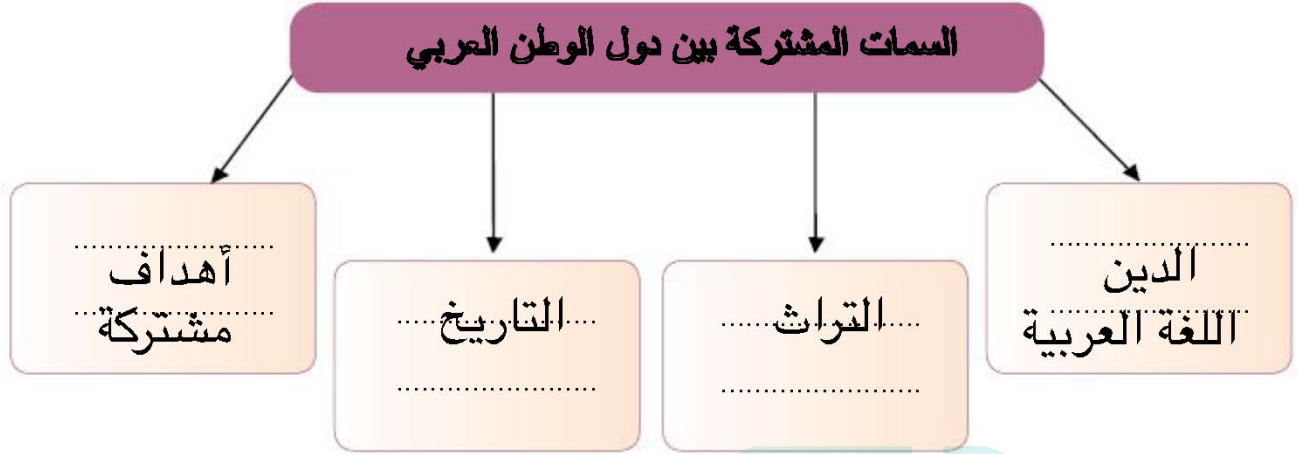 السمات المشتركة بين دول الوطن العربي
الدين
اللغة العربية
التراث
التاريخ
أهداف
مشتركة